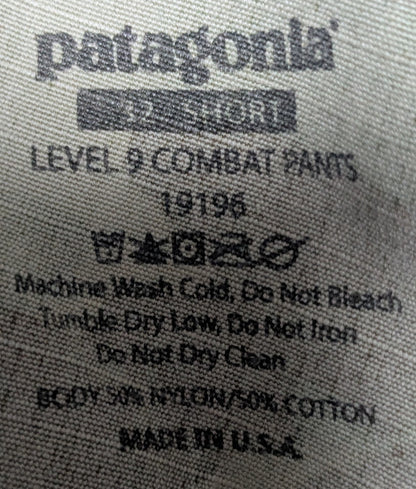 patagonia
32 SHORT
LEVEL 9 COMBAT PANTS
19196
Machine Wash Cold, Do Not Bleach
Tumble Dry Low, Do Not Iron
Do Not Dry Clean
BODY 50% NYLON/50% COTTON
MADE IN U.S.A.